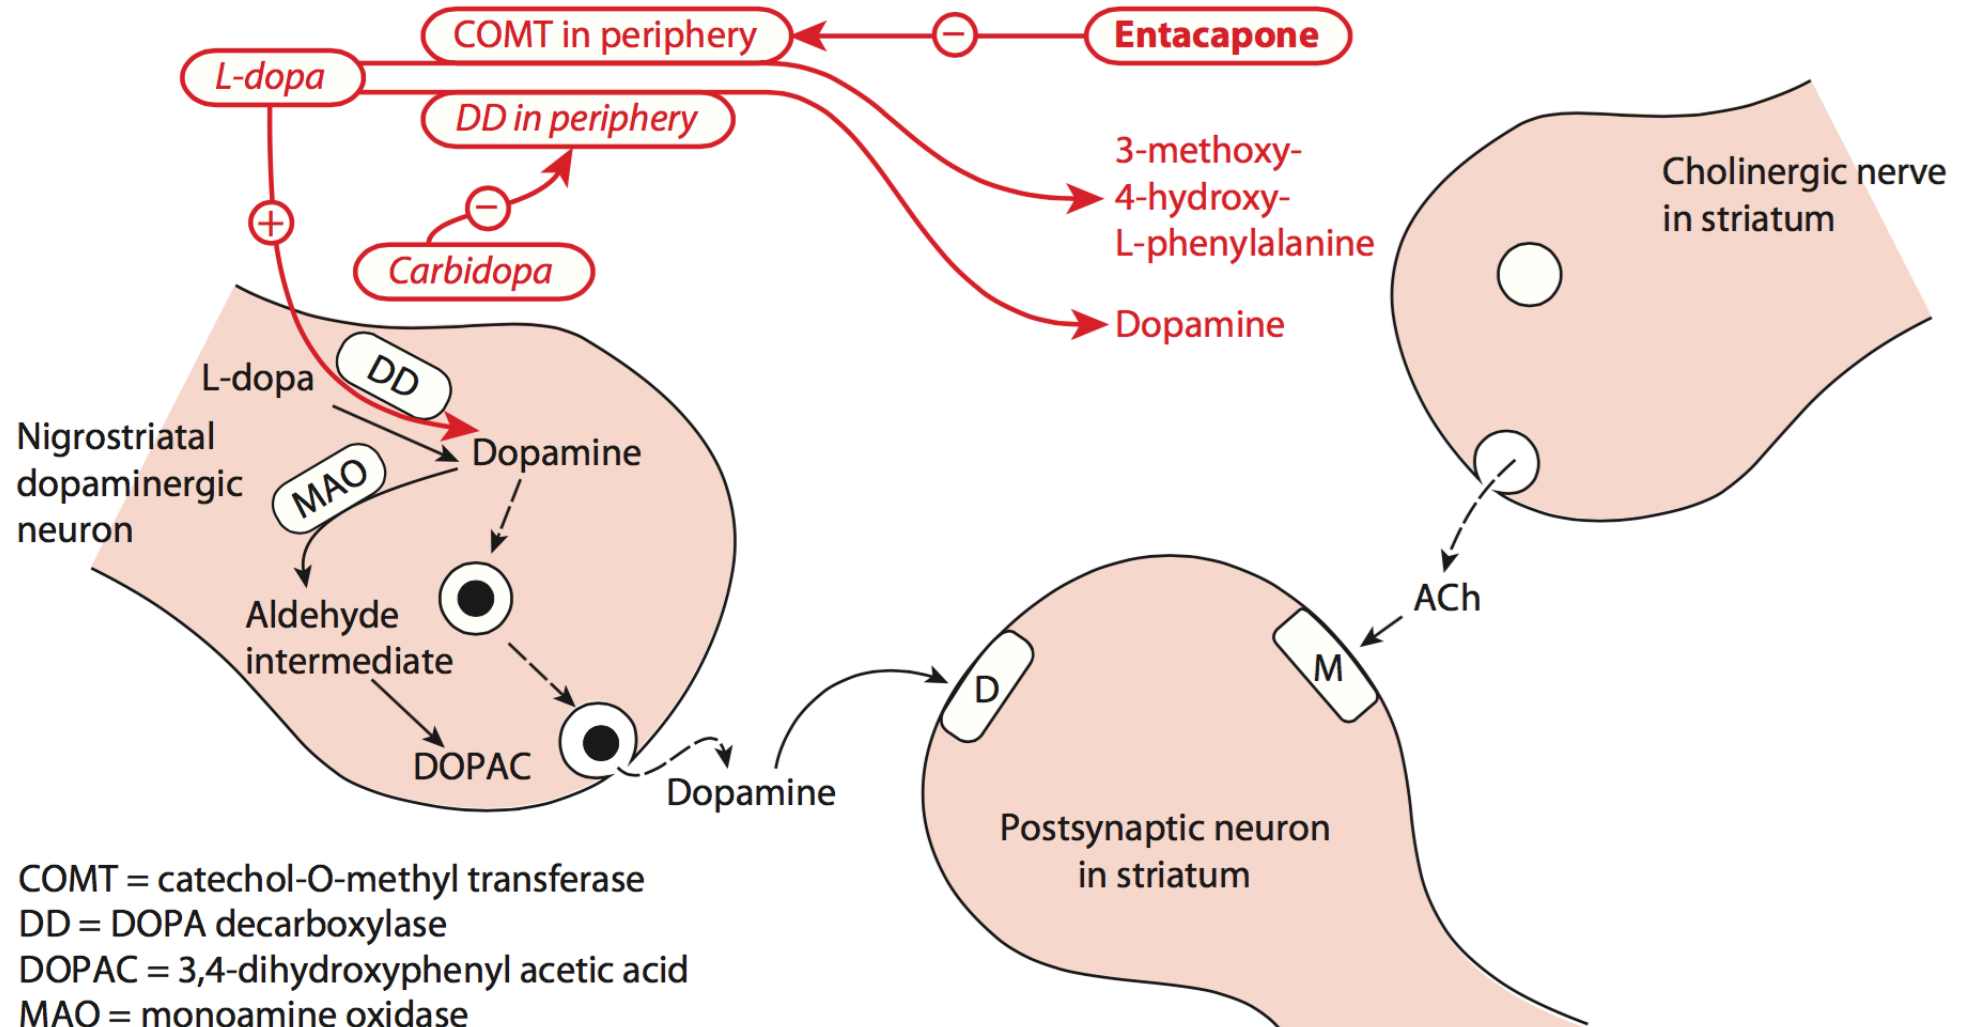 COMT in periphery
−
Entacapone
L-dopa
DD in periphery
3-methoxy-
4-hydroxy-
L-phenylalanine
Cholinergic nerve
in striatum
+
−
Carbidopa
Dopamine
L-dopa
DD
Nigrostriatal
dopaminergic
neuron
MAO
Dopamine
Aldehyde
intermediate
DOPAC
Dopamine
D
M
ACh
Postsynaptic neuron
in striatum
COMT = catechol-O-methyl transferase
DD = DOPA decarboxylase
DOPAC = 3,4-dihydroxyphenyl acetic acid
MAO = monoamine oxidase